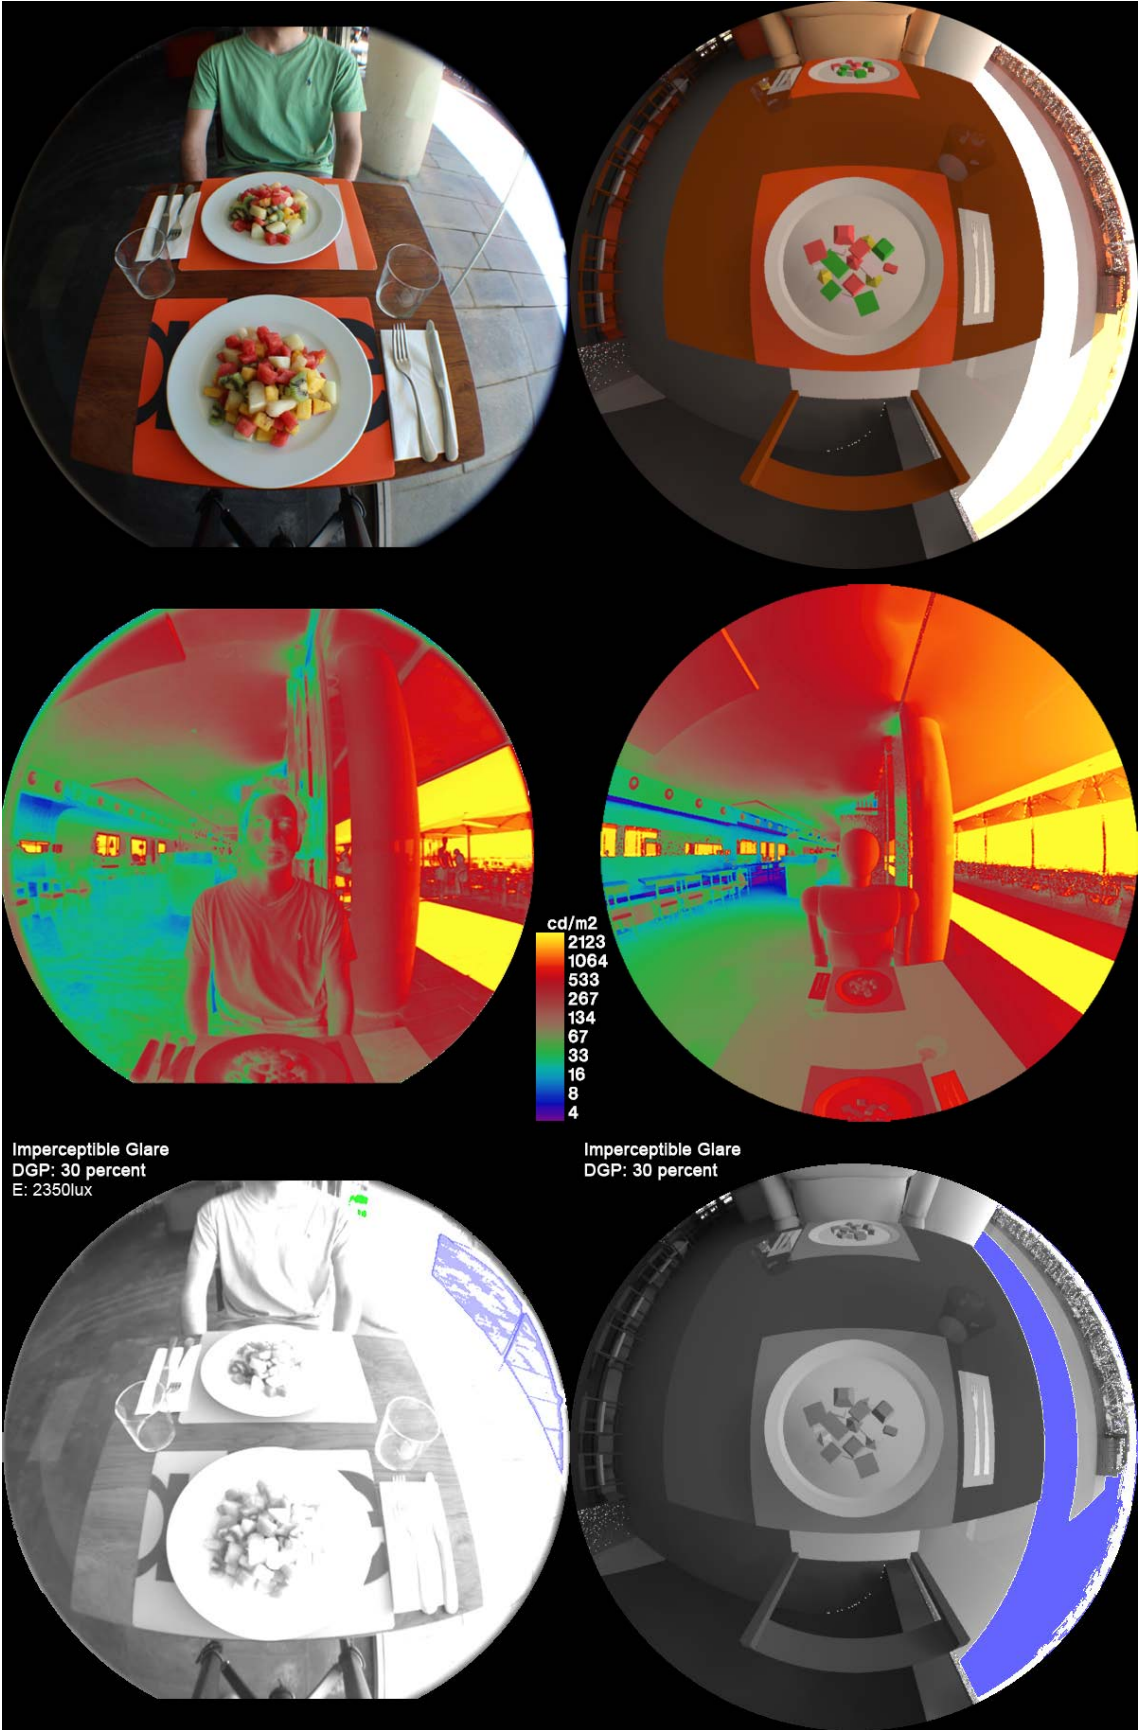 cd/m2
2123
1064
533
267
134
67
33
16
8
4
Imperceptible Glare
DGP: 30 percent
E: 2350lux
Imperceptible Glare
DGP: 30 percent